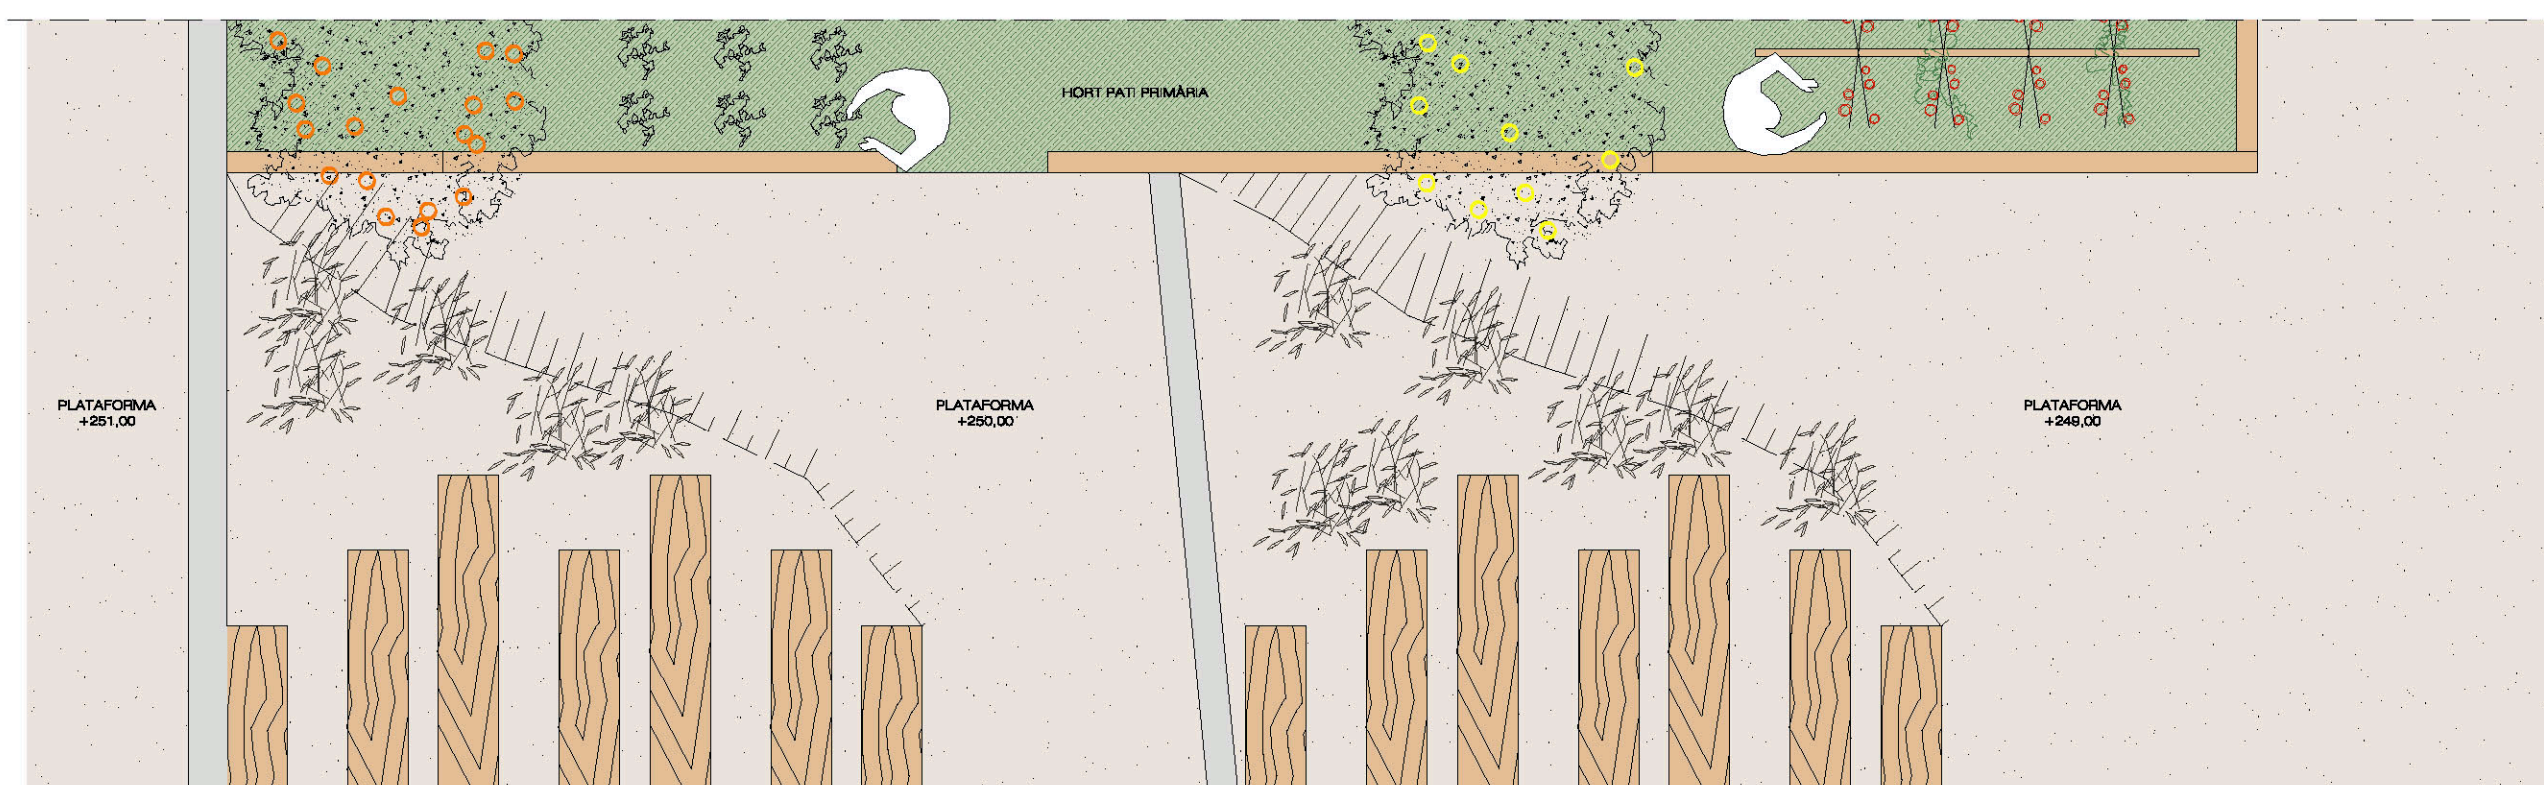 HORT PATI PRIMÀRIA
PLATAFORMA
+251,00
PLATAFORMA
+250,00
PLATAFORMA
+249,00